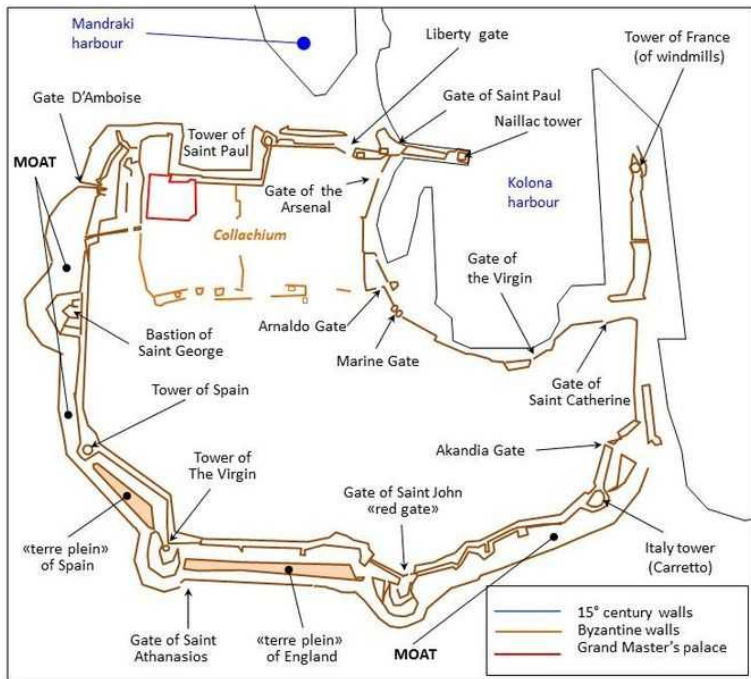 Mandraki
harbour
Liberty gate
Tower of France
(of windmills)
Gate D’Amboise
Gate of Saint Paul
Tower of
Saint Paul
Naillac tower
MOAT
Gate of the
Arsenal
Kolona
harbour
Collachium
Gate of
the Virgin
Bastion of
Saint George
Arnaldo Gate
Marine Gate
Gate of
Saint Catherine
Tower of Spain
Akandia Gate
Tower of
The Virgin
Gate of Saint John
«red gate»
«terre plein»
of Spain
Italy tower
(Carretto)
Gate of Saint
Athanasios
«terre plein»
of England
MOAT
15° century walls
Byzantine walls
Grand Master’s palace